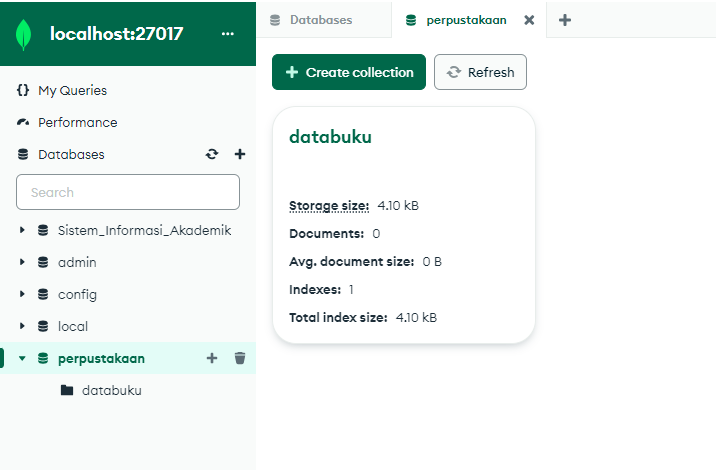 localhost:27017
{} My Queries
Performance
Databases
Search
Sistem_Informasi_Akademik
admin
config
local
perpustakaan
databuku
Databases
perpustakaan
Create collection
Refresh
databuku
Storage size: 4.10 kB
Documents: 0
Avg. document size: 0 B
Indexes: 1
Total index size: 4.10 kB